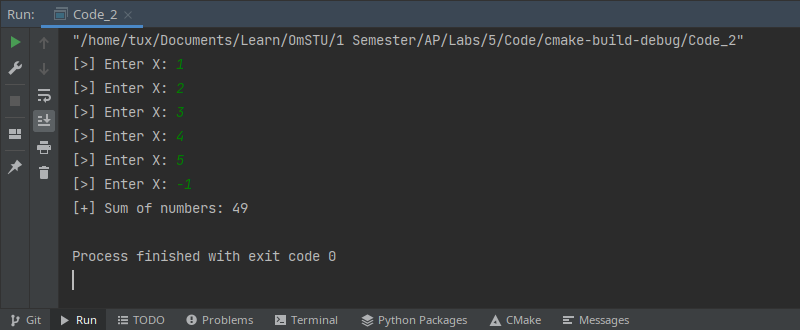 Run: Code_2 ×
"/home/tux/Documents/Learn/OmSTU/1 Semester/AP/Labs/5/Code/cmake-build-debug/Code_2"
[>] Enter X: 1
[>] Enter X: 2
[>] Enter X: 3
[>] Enter X: 4
[>] Enter X: 5
[>] Enter X: -1
[+] Sum of numbers: 49
Process finished with exit code 0
Git Run TODO Problems Terminal Python Packages CMake Messages